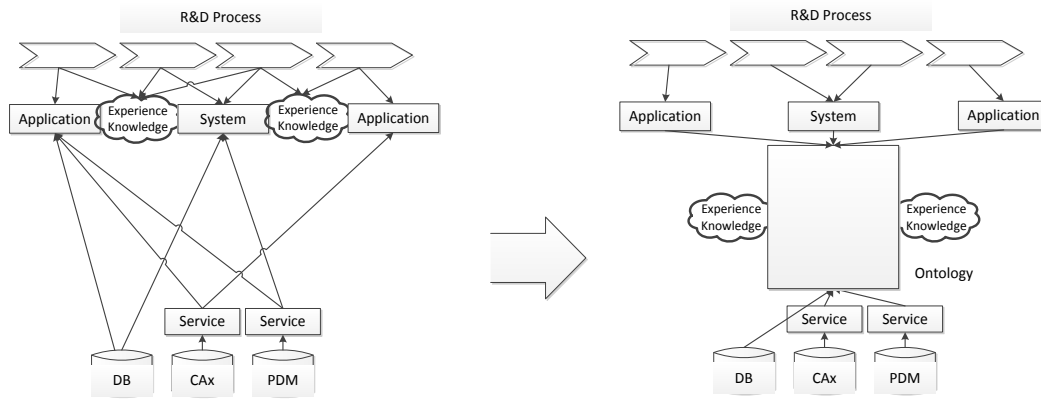 R&D Process
Application
Experience
Knowledge
System
Experience
Knowledge
Application
Service
Service
DB
CAx
PDM
R&D Process
Application
System
Application
Experience
Knowledge
Experience
Knowledge
Ontology
Service
Service
DB
CAx
PDM